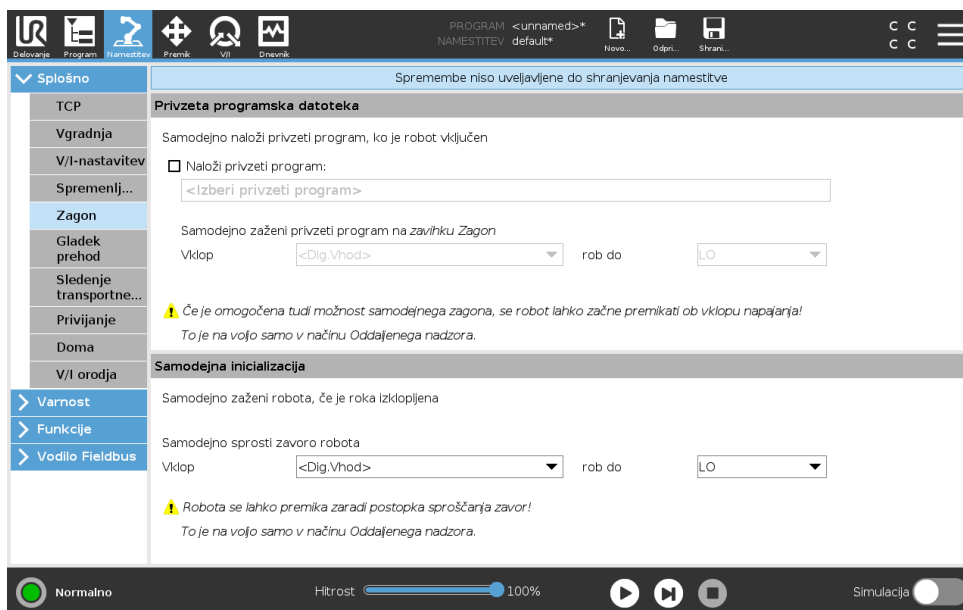 PROGRAM <unnamed>*
NAMESTITEV default*
Delovanje Program Namestitev Premik V/I Dnevnik Novo... Odpri... Shrani...
C C
C C
Splošno
TCP
Vgradnja
V/I-nastavitev
Spremenlj...
Zagon
Gladek
prehod
Sledenje
transportne...
Privijanje
Doma
V/I orodja
Varnost
Funkcije
Vodilo Fieldbus
Spremembe niso uveljavljene do shranjevanja namestitve
Privzeta programska datoteka
Samodejno naloži privzeti program, ko je robot vključen
Naloži privzeti program:
<Izberi privzeti program>
Samodejno zaženi privzeti program na zavihku Zagon
Vklop <Dig.Vhod> rob do LO
Če je omogočena tudi možnost samodejnega zagona, se robot lahko začne premikati ob vklopu napajanja!
To je na voljo samo v načinu Oddaljenega nadzora.
Samodejna inicializacija
Samodejno zaženi robota, če je roka izklopljena
Samodejno sprosti zavoro robota
Vklop <Dig.Vhod> rob do LO
Robota se lahko premika zaradi postopka sproščanja zavor!
To je na voljo samo v načinu Oddaljenega nadzora.
Normalno Hitrost 100% Simulacija